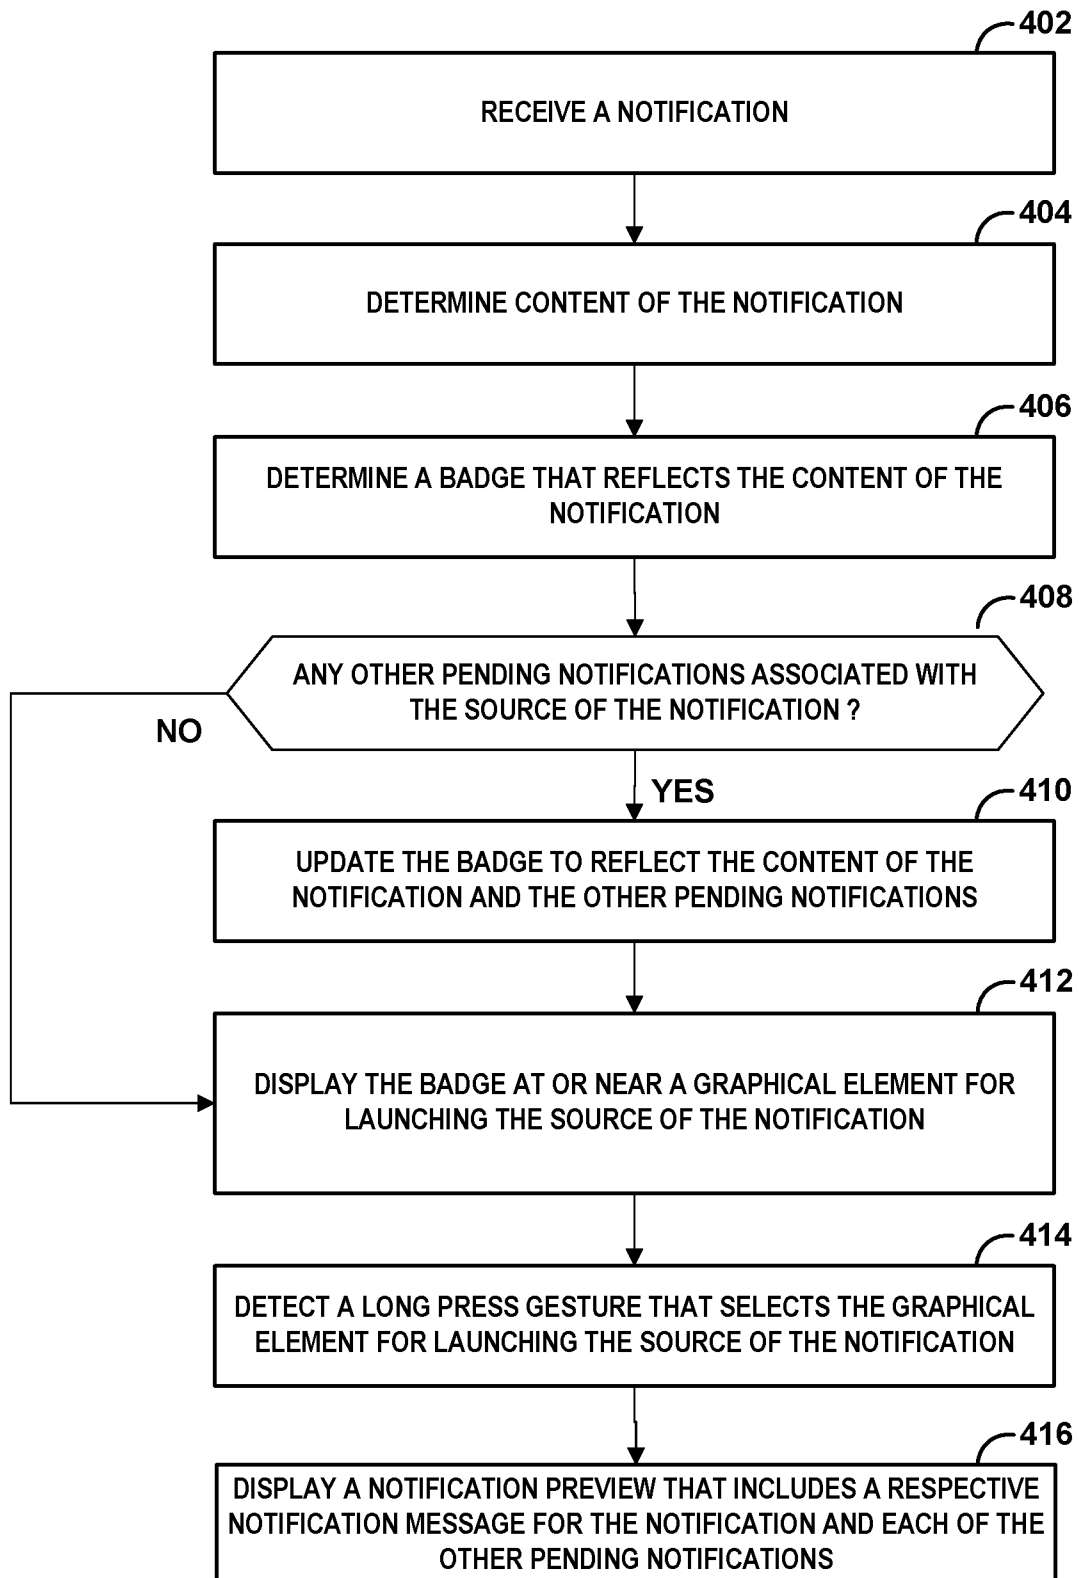 402
RECEIVE A NOTIFICATION
404
DETERMINE CONTENT OF THE NOTIFICATION
406
DETERMINE A BADGE THAT REFLECTS THE CONTENT OF THE
NOTIFICATION
408
ANY OTHER PENDING NOTIFICATIONS ASSOCIATED WITH
THE SOURCE OF THE NOTIFICATION ?
NO
YES
410
UPDATE THE BADGE TO REFLECT THE CONTENT OF THE
NOTIFICATION AND THE OTHER PENDING NOTIFICATIONS
412
DISPLAY THE BADGE AT OR NEAR A GRAPHICAL ELEMENT FOR
LAUNCHING THE SOURCE OF THE NOTIFICATION
414
DETECT A LONG PRESS GESTURE THAT SELECTS THE GRAPHICAL
ELEMENT FOR LAUNCHING THE SOURCE OF THE NOTIFICATION
416
DISPLAY A NOTIFICATION PREVIEW THAT INCLUDES A RESPECTIVE
NOTIFICATION MESSAGE FOR THE NOTIFICATION AND EACH OF THE
OTHER PENDING NOTIFICATIONS